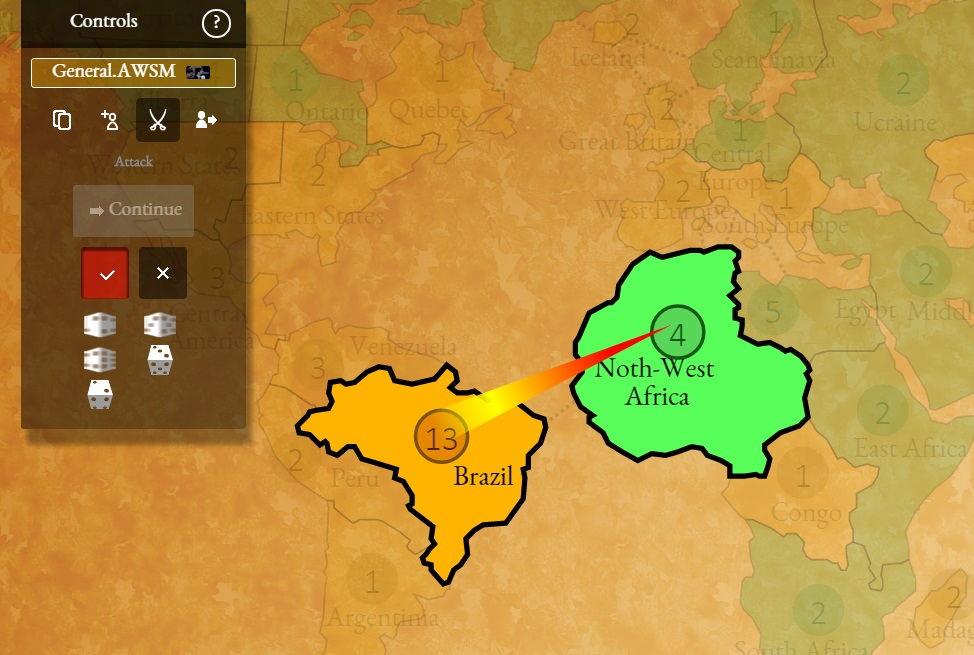 Controls
?
General.AWSM
Attack
Continue
2
Iceland
1
Scandinavia
1
Ontario
1
Quebec
2
Ucraine
2
Great Britain
1
Central
Europe
Western States
2
2
Eastern States
2
West Europe
1
South Europe
3
Central
America
5
Egypt
2
Middl
4
Noth-West
Africa
Venezuela
3
13
Brazil
2
Peru
2
East Africa
1
Congo
1
Argentinia
2
South Africa
2
Madag